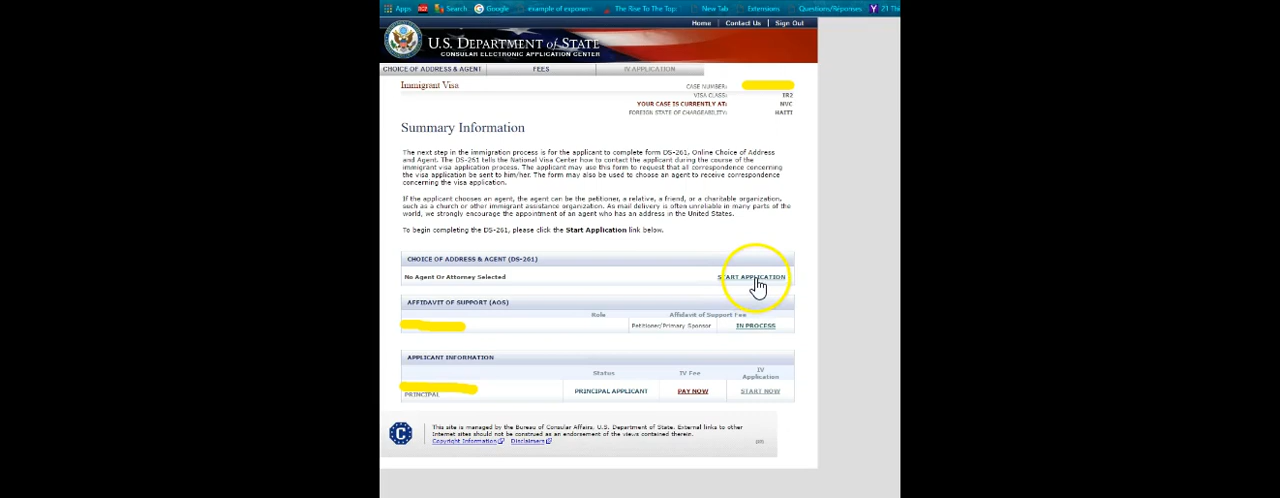 Apps Search Google example of exponen The Rise To The Top: New Tab Extensions Questions/Réponses 21 Th
Home | Contact Us | Sign Out
U.S. DEPARTMENT of STATE
CONSULAR ELECTRONIC APPLICATION CENTER
CHOICE OF ADDRESS & AGENT FEES IV APPLICATION
Immigrant Visa
CASE NUMBER:
VISA CLASS: IR2
YOUR CASE IS CURRENTLY AT: NVC
FOREIGN STATE OF CHARGEABILITY: HAITI
Summary Information
The next step in the immigration process is for the applicant to complete form DS-261, Online Choice of Address
and Agent. The DS-261 tells the National Visa Center how to contact the applicant during the course of the
immigrant visa application process. The applicant may use this form to request that all correspondence concerning
the visa application be sent to him/her. The form may also be used to choose an agent to receive correspondence
concerning the visa application.
If the applicant chooses an agent, the agent can be the petitioner, a relative, a friend, or a charitable organization,
such as a church or other immigrant assistance organization. As mail delivery is often unreliable in many parts of the
world, we strongly encourage the appointment of an agent who has an address in the United States.
To begin completing the DS-261, please click the Start Application link below.
CHOICE OF ADDRESS & AGENT (DS-261)
No Agent Or Attorney Selected START APPLICATION
AFFIDAVIT OF SUPPORT (AOS)
Role Affidavit of Support Fee
Petitioner/Primary Sponsor IN PROCESS
APPLICANT INFORMATION
Status IV Fee IV Application
PRINCIPAL APPLICANT PAY NOW START NOW
PRINCIPAL
This site is managed by the Bureau of Consular Affairs, U.S. Department of State. External links to other
Internet sites should not be construed as an endorsement of the views contained therein.
Copyright Information Disclaimers